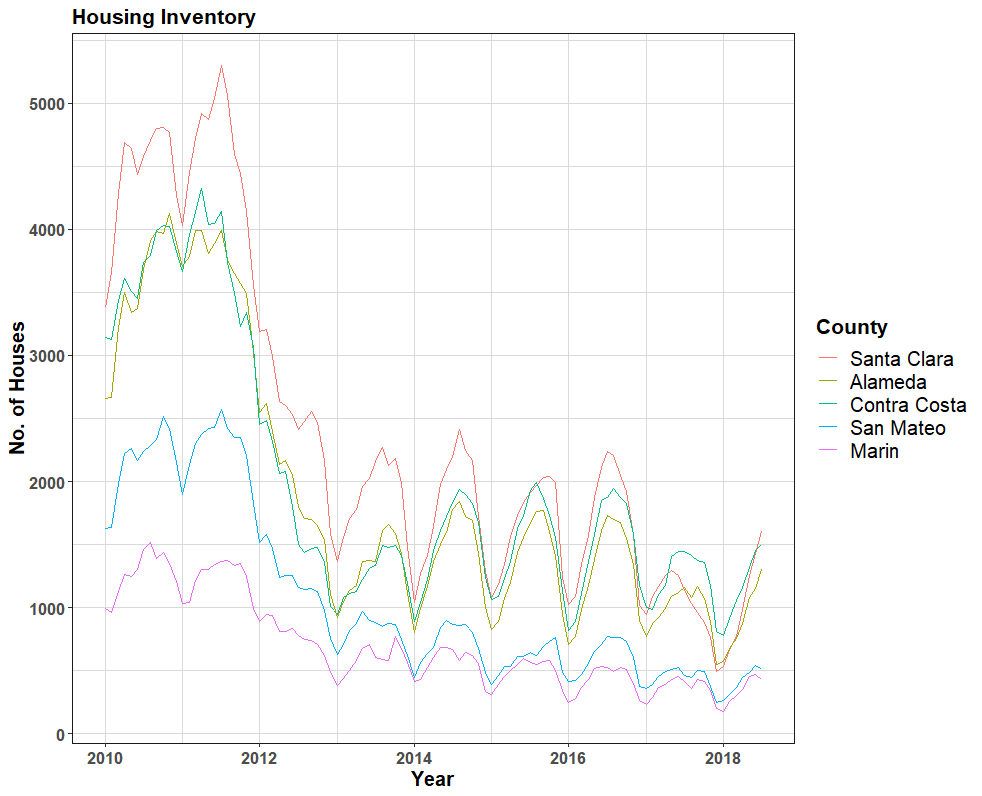 Housing Inventory
No. of Houses
5000
4000
3000
2000
1000
0
2010 2012 2014 2016 2018
Year
County
Santa Clara
Alameda
Contra Costa
San Mateo
Marin